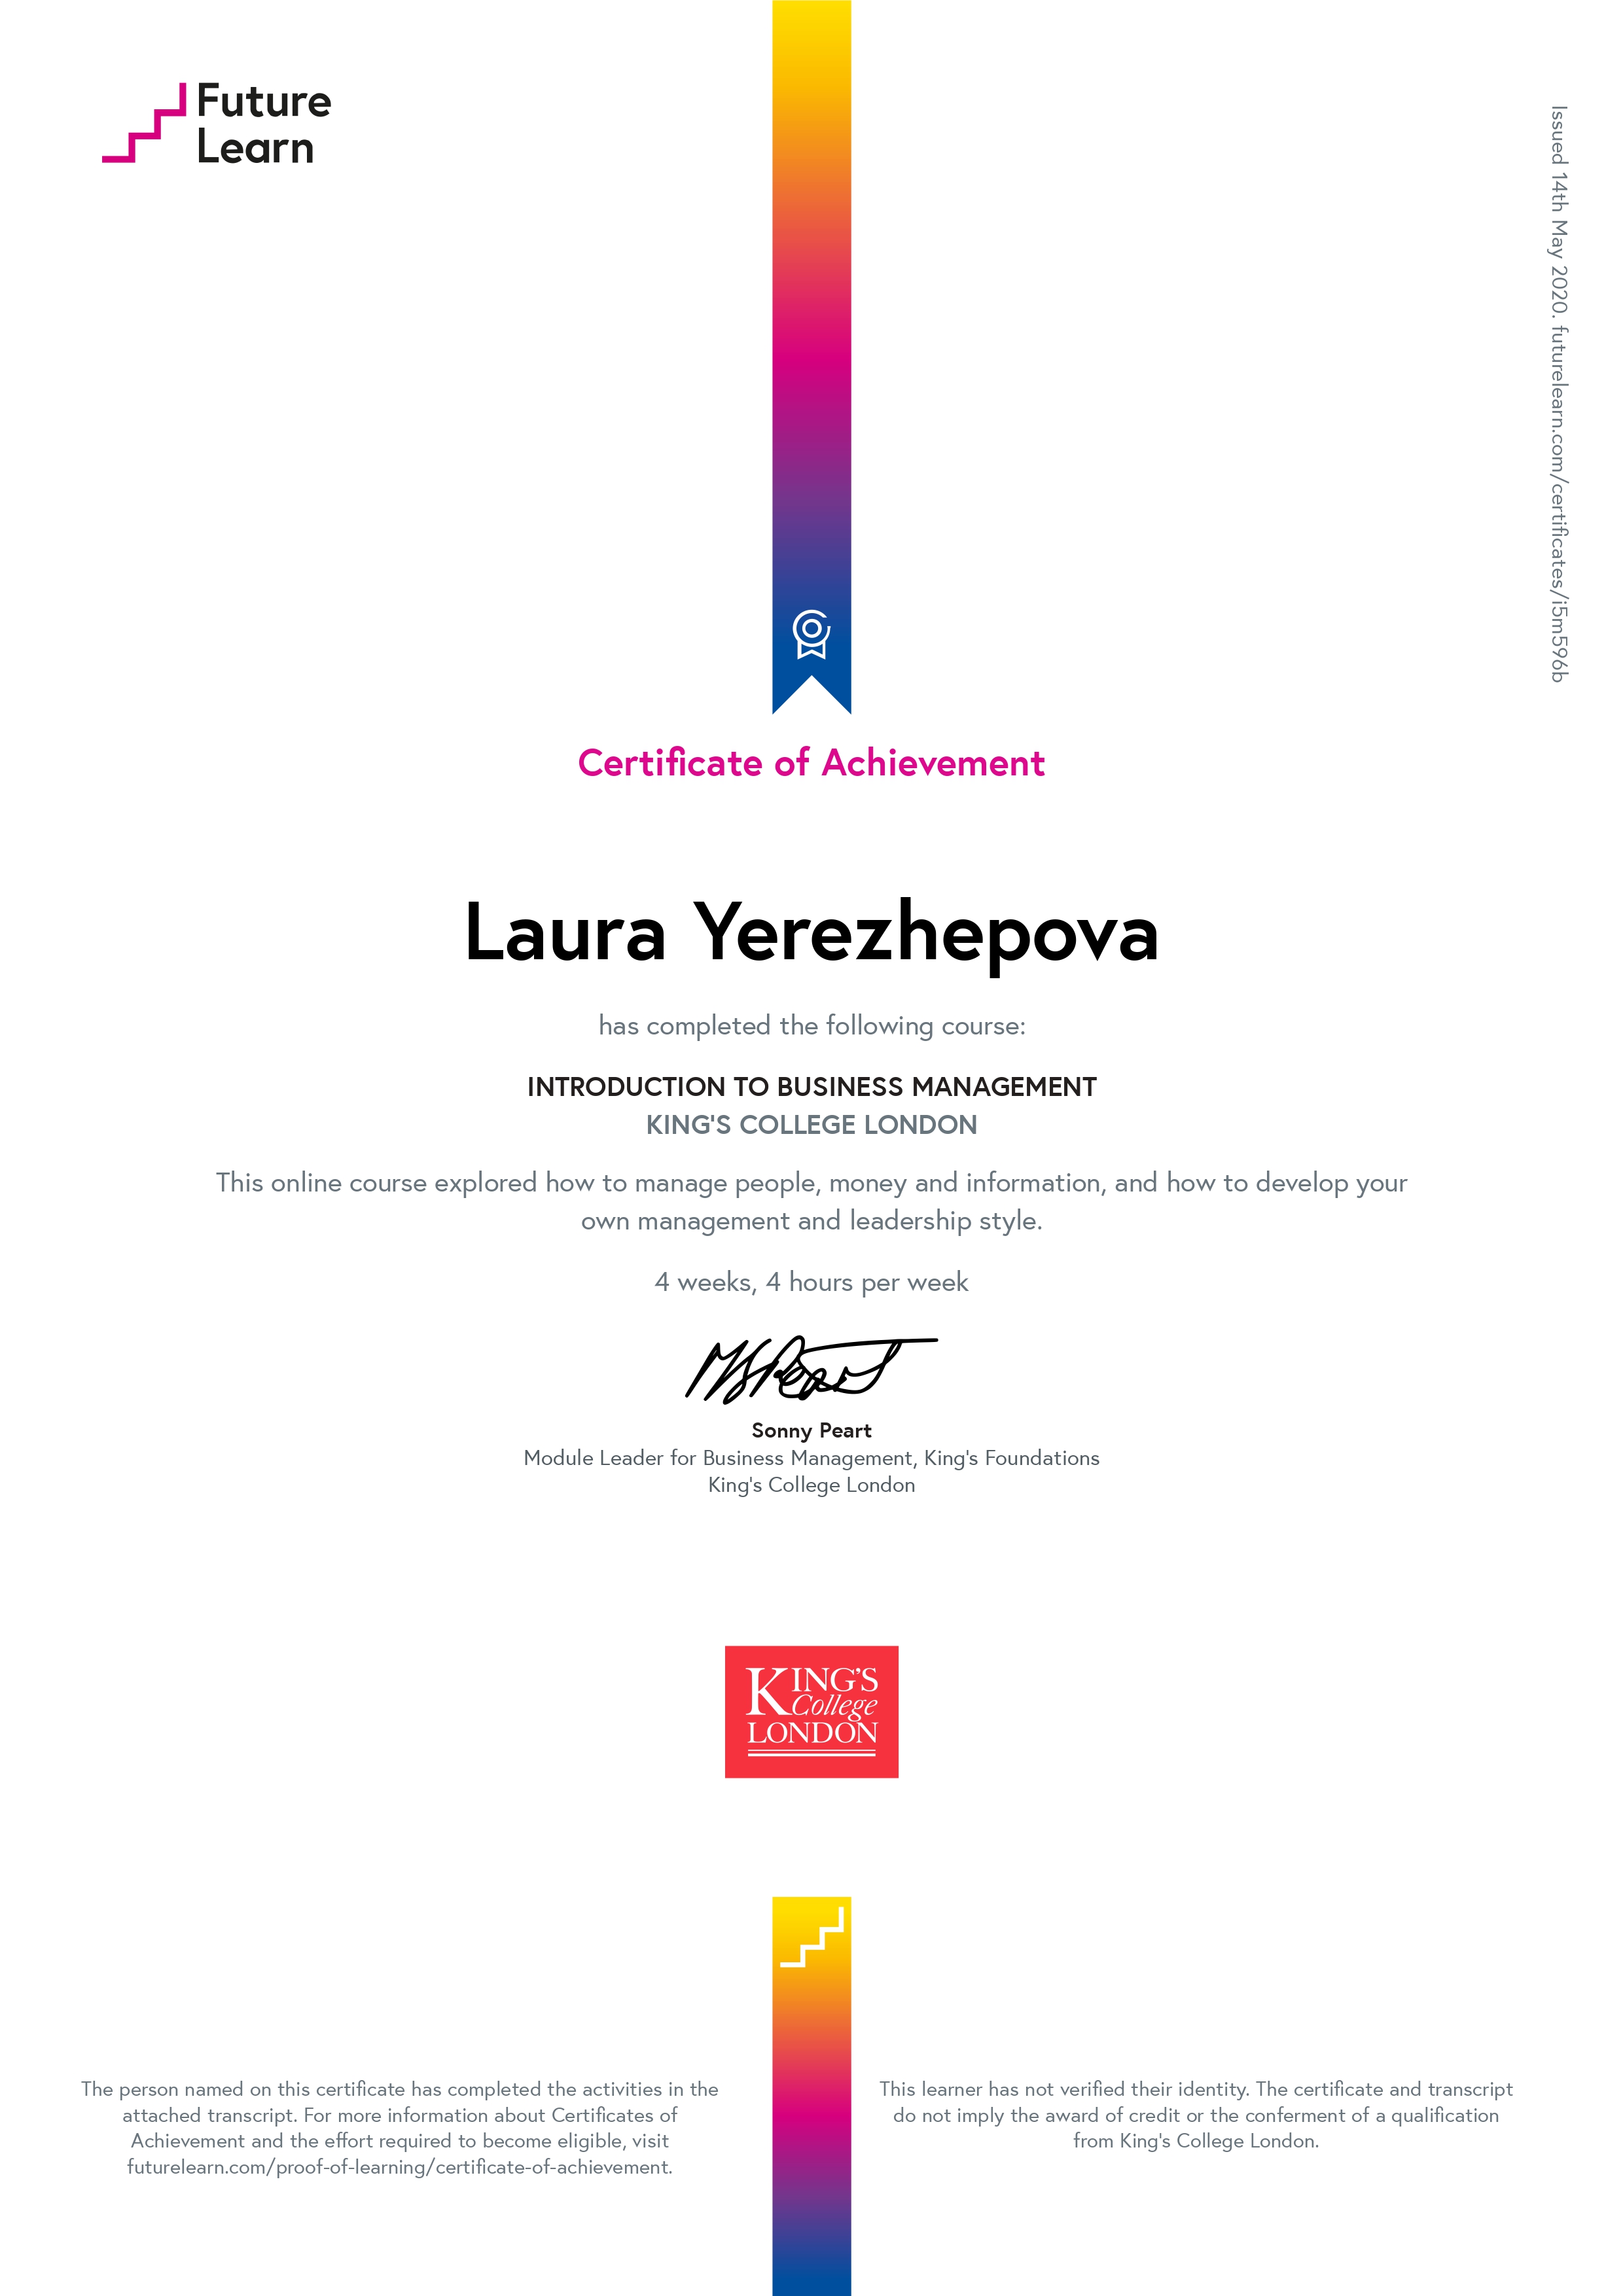 Future
Learn
Issued 14th May 2020. futurelearn.com/certificates/i5m596b
Certificate of Achievement
Laura Yerezhepova
has completed the following course:
INTRODUCTION TO BUSINESS MANAGEMENT
KING'S COLLEGE LONDON
This online course explored how to manage people, money and information, and how to develop your
own management and leadership style.
4 weeks, 4 hours per week
Sonny Peart
Module Leader for Business Management, King's Foundations
King's College London
KING'S
College
LONDON
The person named on this certificate has completed the activities in the
attached transcript. For more information about Certificates of
Achievement and the effort required to become eligible, visit
futurelearn.com/proof-of-learning/certificate-of-achievement.
This learner has not verified their identity. The certificate and transcript
do not imply the award of credit or the conferment of a qualification
from King's College London.